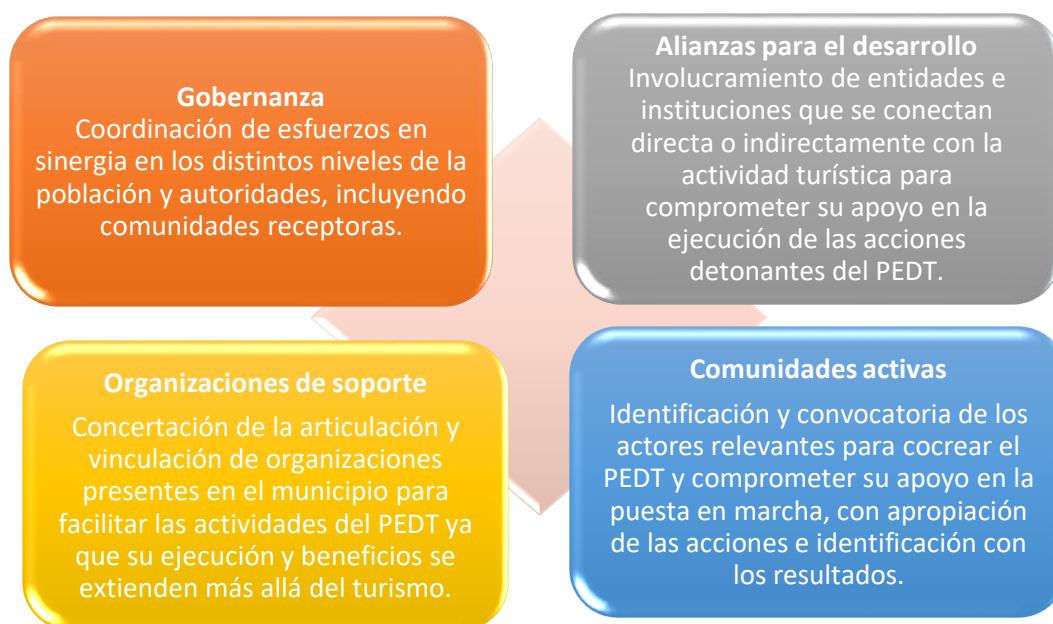 Gobernanza
Coordinación de esfuerzos en
sinergia en los distintos niveles de la
población y autoridades, incluyendo
comunidades receptoras.
Alianzas para el desarrollo
Involucramiento de entidades e
instituciones que se conectan
directa o indirectamente con la
actividad turística para
comprometer su apoyo en la
ejecución de las acciones
detonantes del PEDT.
Organizaciones de soporte
Concertación de la articulación y
vinculación de organizaciones
presentes en el municipio para
facilitar las actividades del PEDT ya
que su ejecución y beneficios se
extienden más allá del turismo.
Comunidades activas
Identificación y convocatoria de los
actores relevantes para cocrear el
PEDT y comprometer su apoyo en la
puesta en marcha, con apropiación
de las acciones e identificación con
los resultados.